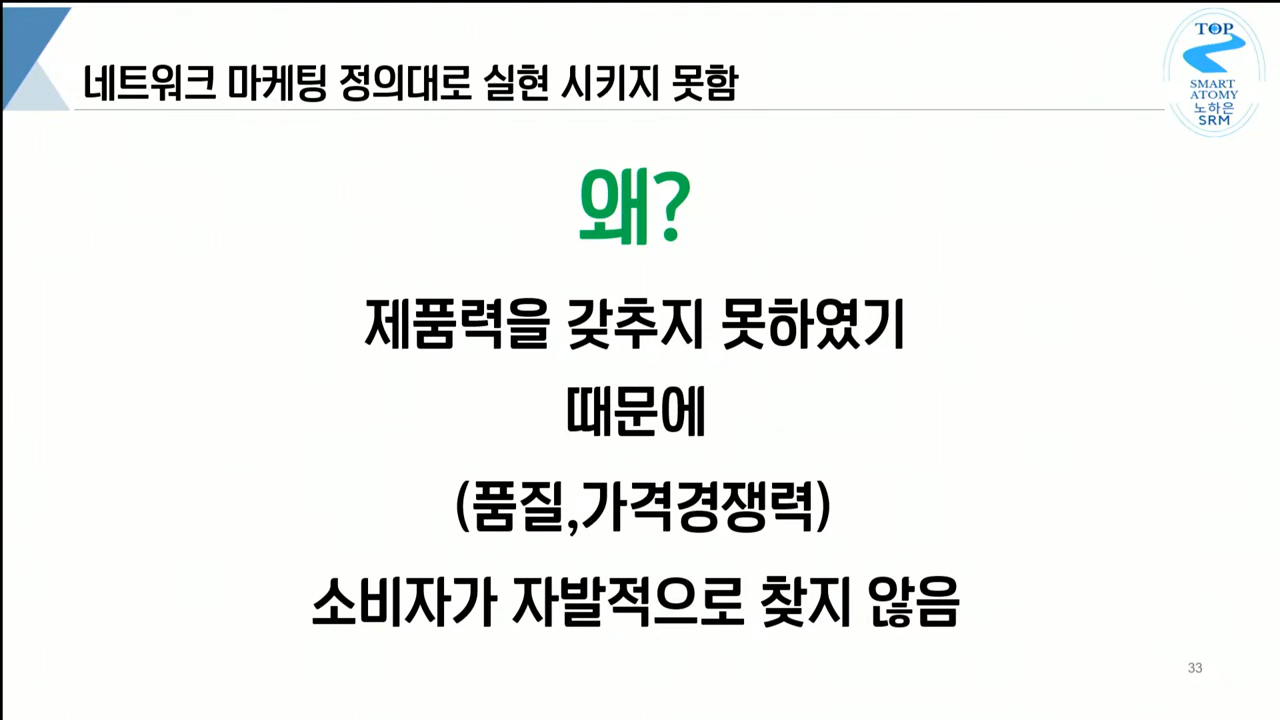 네트워크 마케팅 정의대로 실현 시키지 못함
TOP
SMART
ATOMY
노하은
SRM
왜?
제품력을 갖추지 못하였기
때문에
(품질,가격경쟁력)
소비자가 자발적으로 찾지 않음
33